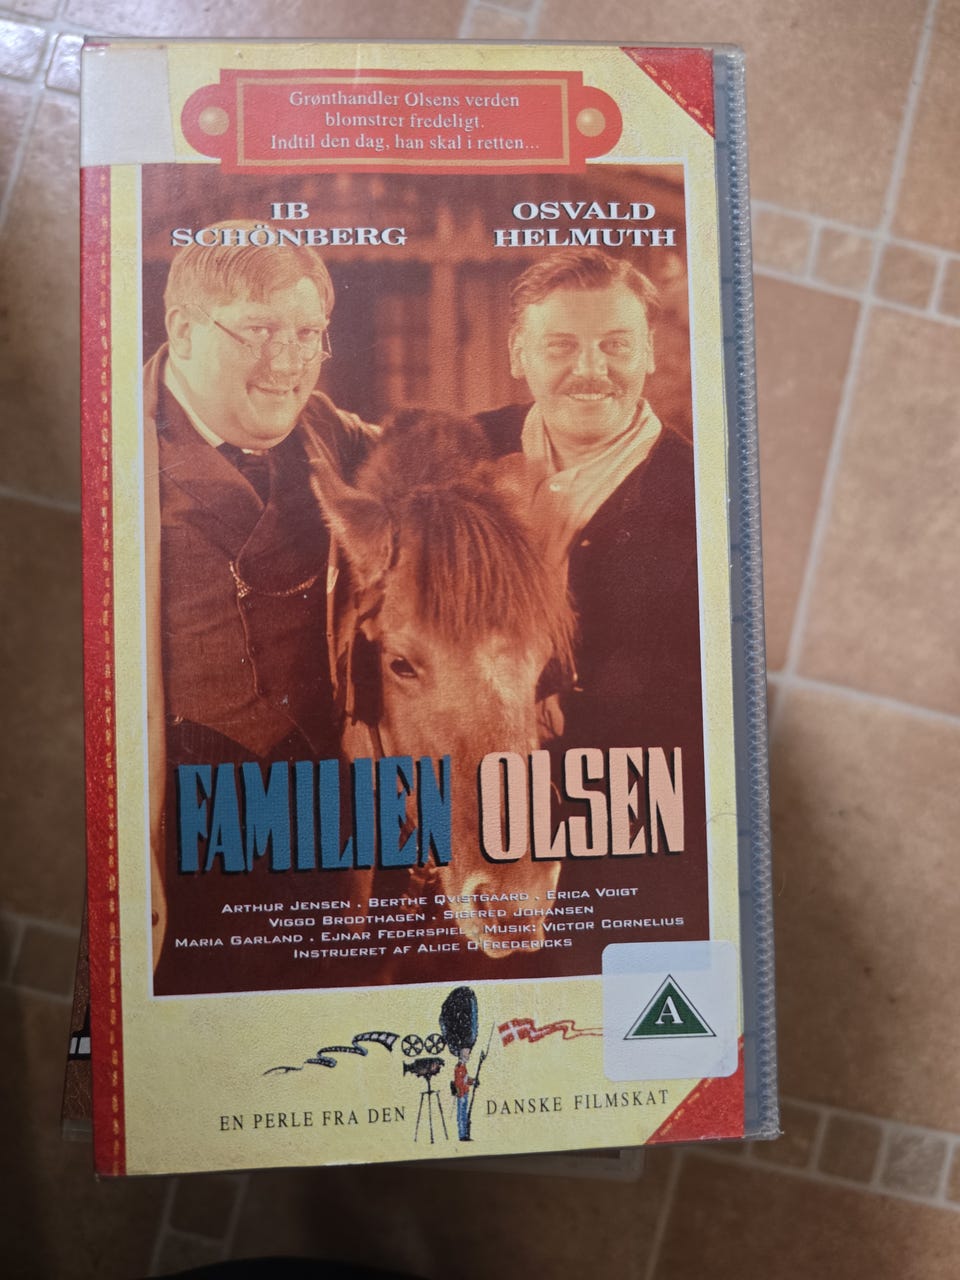 Grønthandler Olsens verden
blomstrer fredeligt.
Indtil den dag, han skal i retten...
IB
SCHÖNBERG
OSVALD
HELMUTH
FAMILIEN OLSEN
ARTHUR JENSEN . BERTHE QVISTGAARD . ERICA VOIGT
VIGGO BRODTHAGEN . SIGFRED JOHANSEN
MARIA GARLAND . EJNAR FEDERSPIEL . MUSIK: VICTOR CORNELIUS
INSTRUERET AF ALICE O'FREDERICKS
A
EN PERLE FRA DEN DANSKE FILMSKAT